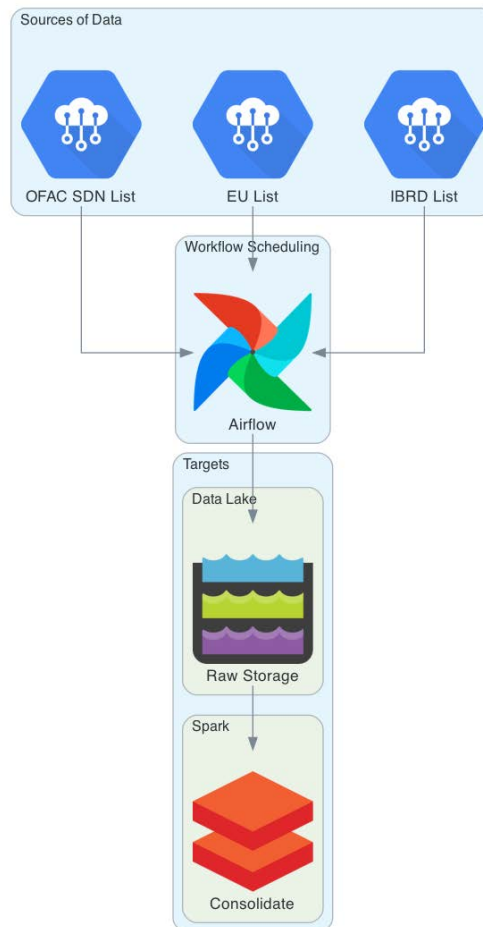 Sources of Data
OFAC SDN List
EU List
IBRD List
Workflow Scheduling
Airflow
Targets
Data Lake
Raw Storage
Spark
Consolidate